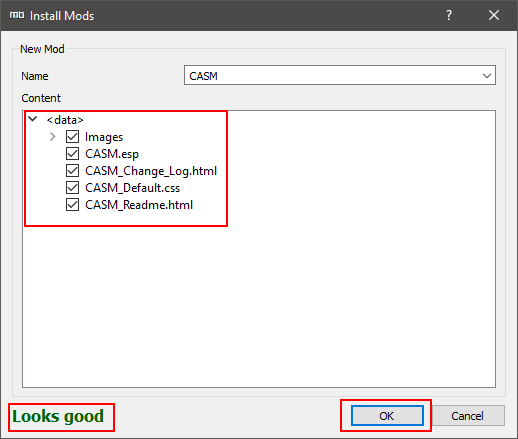 Install Mods
New Mod
Name
CASM
Content
<data>
Images
CASM.esp
CASM_Change_Log.html
CASM_Default.css
CASM_Readme.html
Looks good
OK
Cancel